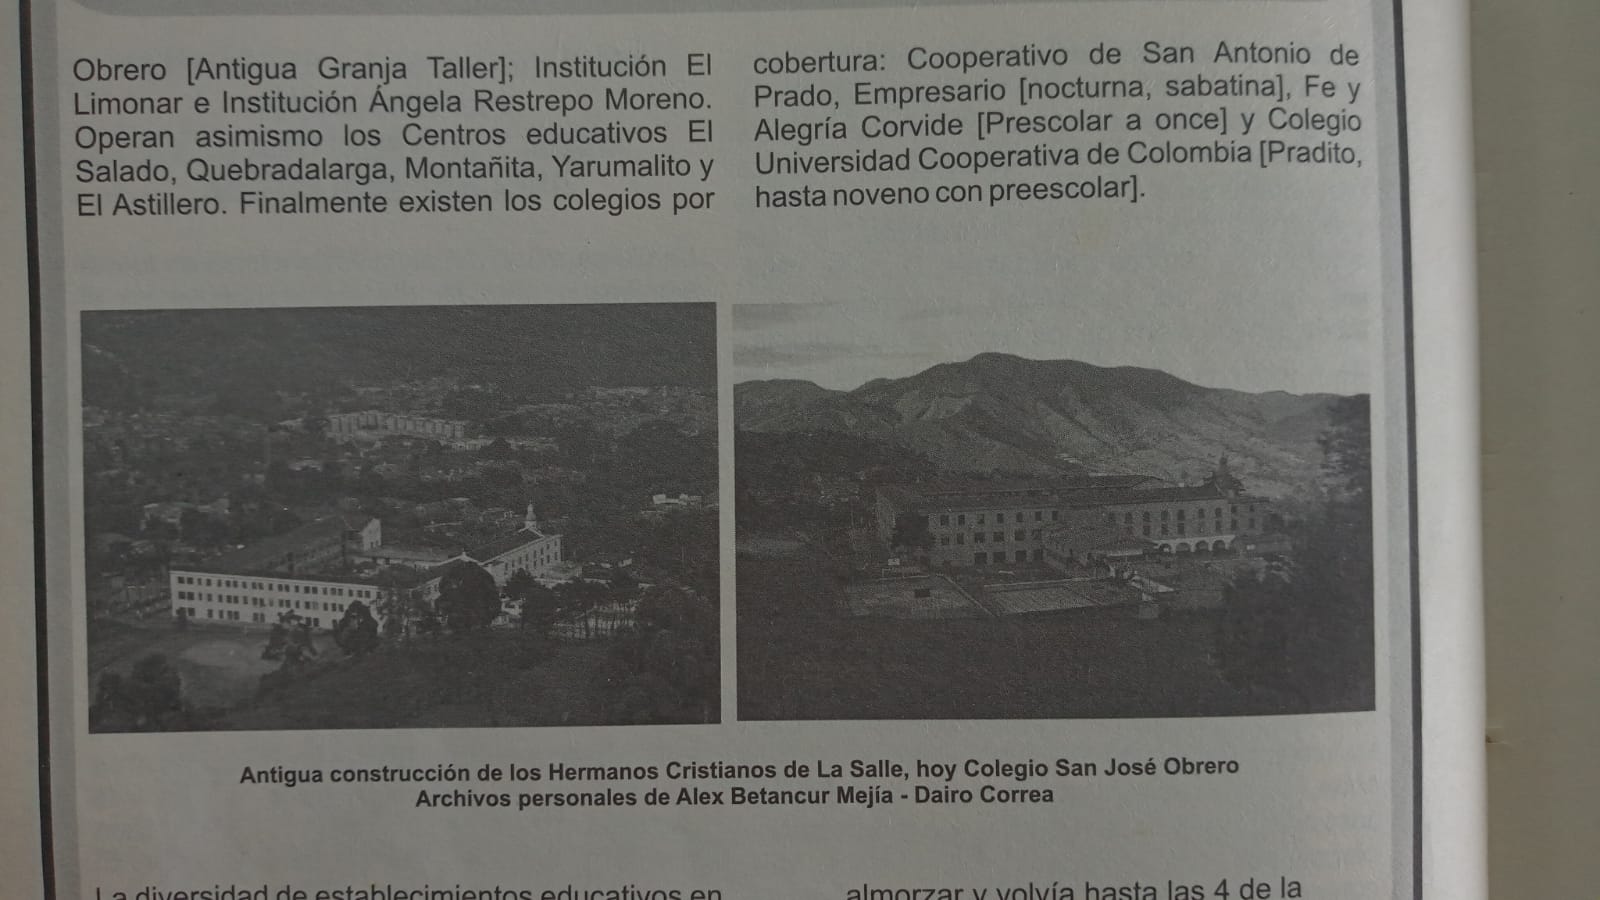 Obrero [Antigua Granja Taller]; Institución El
Limonar e Institución Ángela Restrepo Moreno.
Operan asimismo los Centros educativos El
Salado, Quebradalarga, Montañita, Yarumalito y
El Astillero. Finalmente existen los colegios por
cobertura: Cooperativo de San Antonio de
Prado, Empresario [nocturna, sabatina], Fe y
Alegría Corvide [Prescolar a once] y Colegio
Universidad Cooperativa de Colombia [Pradito,
hasta noveno con preescolar].
Antigua construcción de los Hermanos Cristianos de La Salle, hoy Colegio San José Obrero
Archivos personales de Alex Betancur Mejía - Dairo Correa
La diversidad de establecimientos educativos en
almorzar y volvía hasta las 4 de la